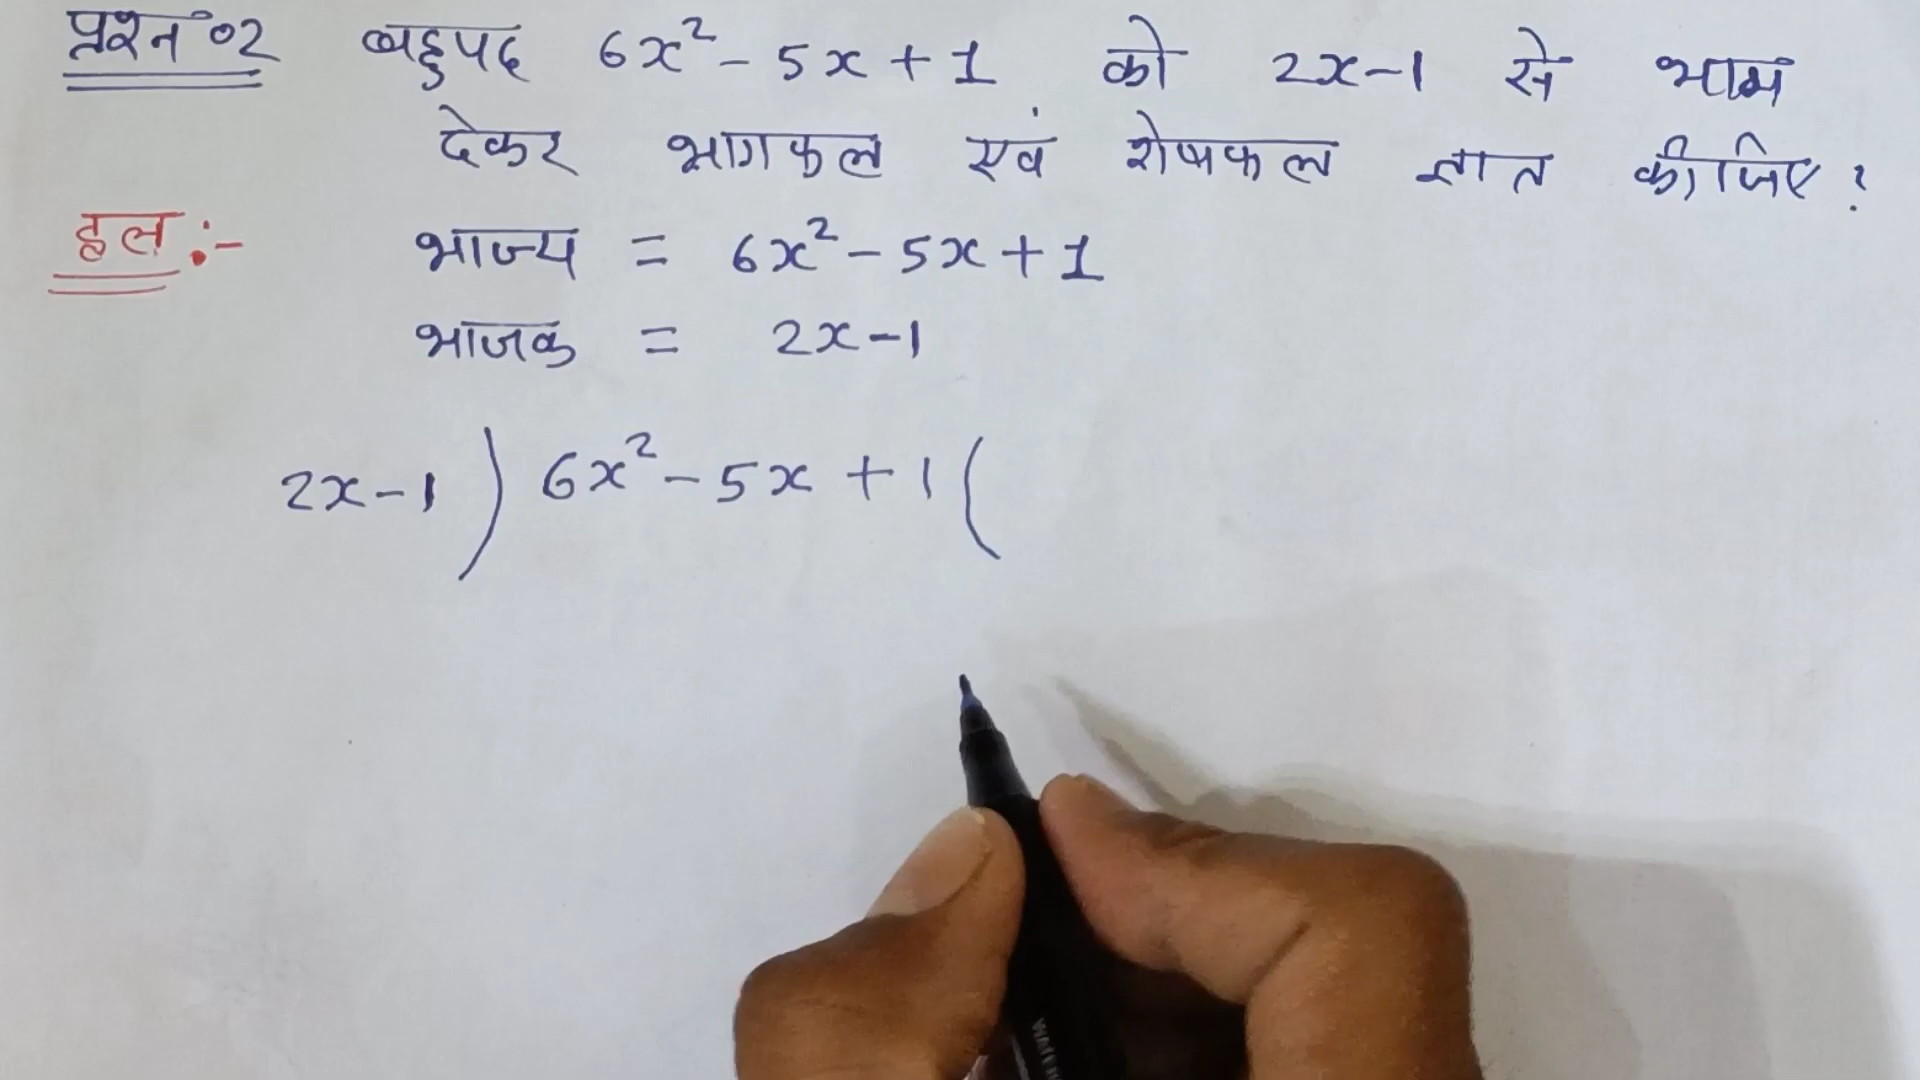 प्रश्न ०2 बहुपद 6x² - 5x + 1 को 2x-1 से भाग
देकर भागफल एवं शेषफल ज्ञात कीजिए?
हल :- भाज्य = 6x² - 5x + 1
भाजक = 2x-1
2x-1 ) 6x² - 5x + 1 (